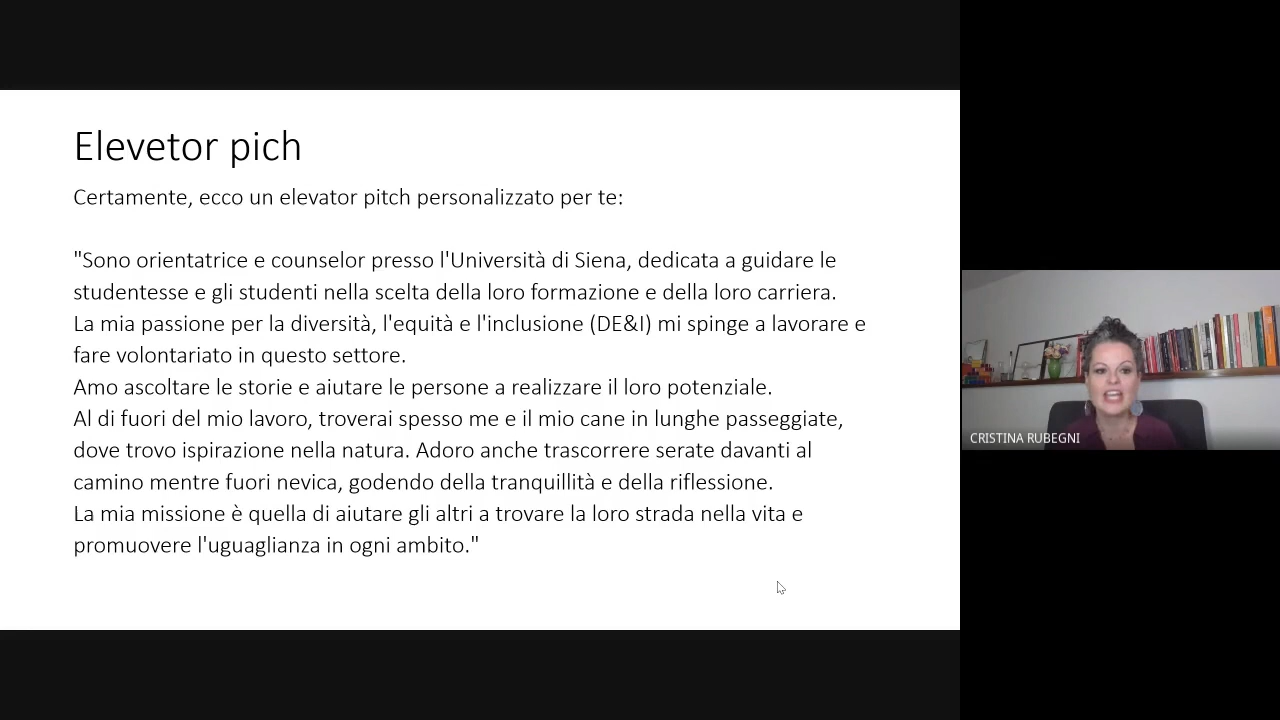 Elevetor pich
Certamente, ecco un elevator pitch personalizzato per te:
"Sono orientatrice e counselor presso l'Università di Siena, dedicata a guidare le
studentesse e gli studenti nella scelta della loro formazione e della loro carriera.
La mia passione per la diversità, l'equità e l'inclusione (DE&I) mi spinge a lavorare e
fare volontariato in questo settore.
Amo ascoltare le storie e aiutare le persone a realizzare il loro potenziale.
Al di fuori del mio lavoro, troverai spesso me e il mio cane in lunghe passeggiate,
dove trovo ispirazione nella natura. Adoro anche trascorrere serate davanti al
camino mentre fuori nevica, godendo della tranquillità e della riflessione.
La mia missione è quella di aiutare gli altri a trovare la loro strada nella vita e
promuovere l'uguaglianza in ogni ambito."
CRISTINA RUBEGNI